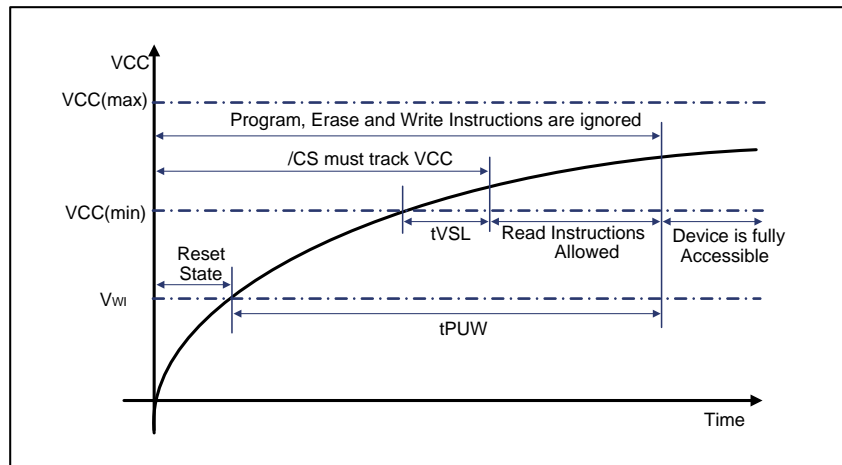 VCC
VCC(max)
Program, Erase and Write Instructions are ignored
/CS must track VCC
VCC(min)
tVSL
Read Instructions
Allowed
Device is fully
Accessible
Reset
State
VWI
tPUW
Time